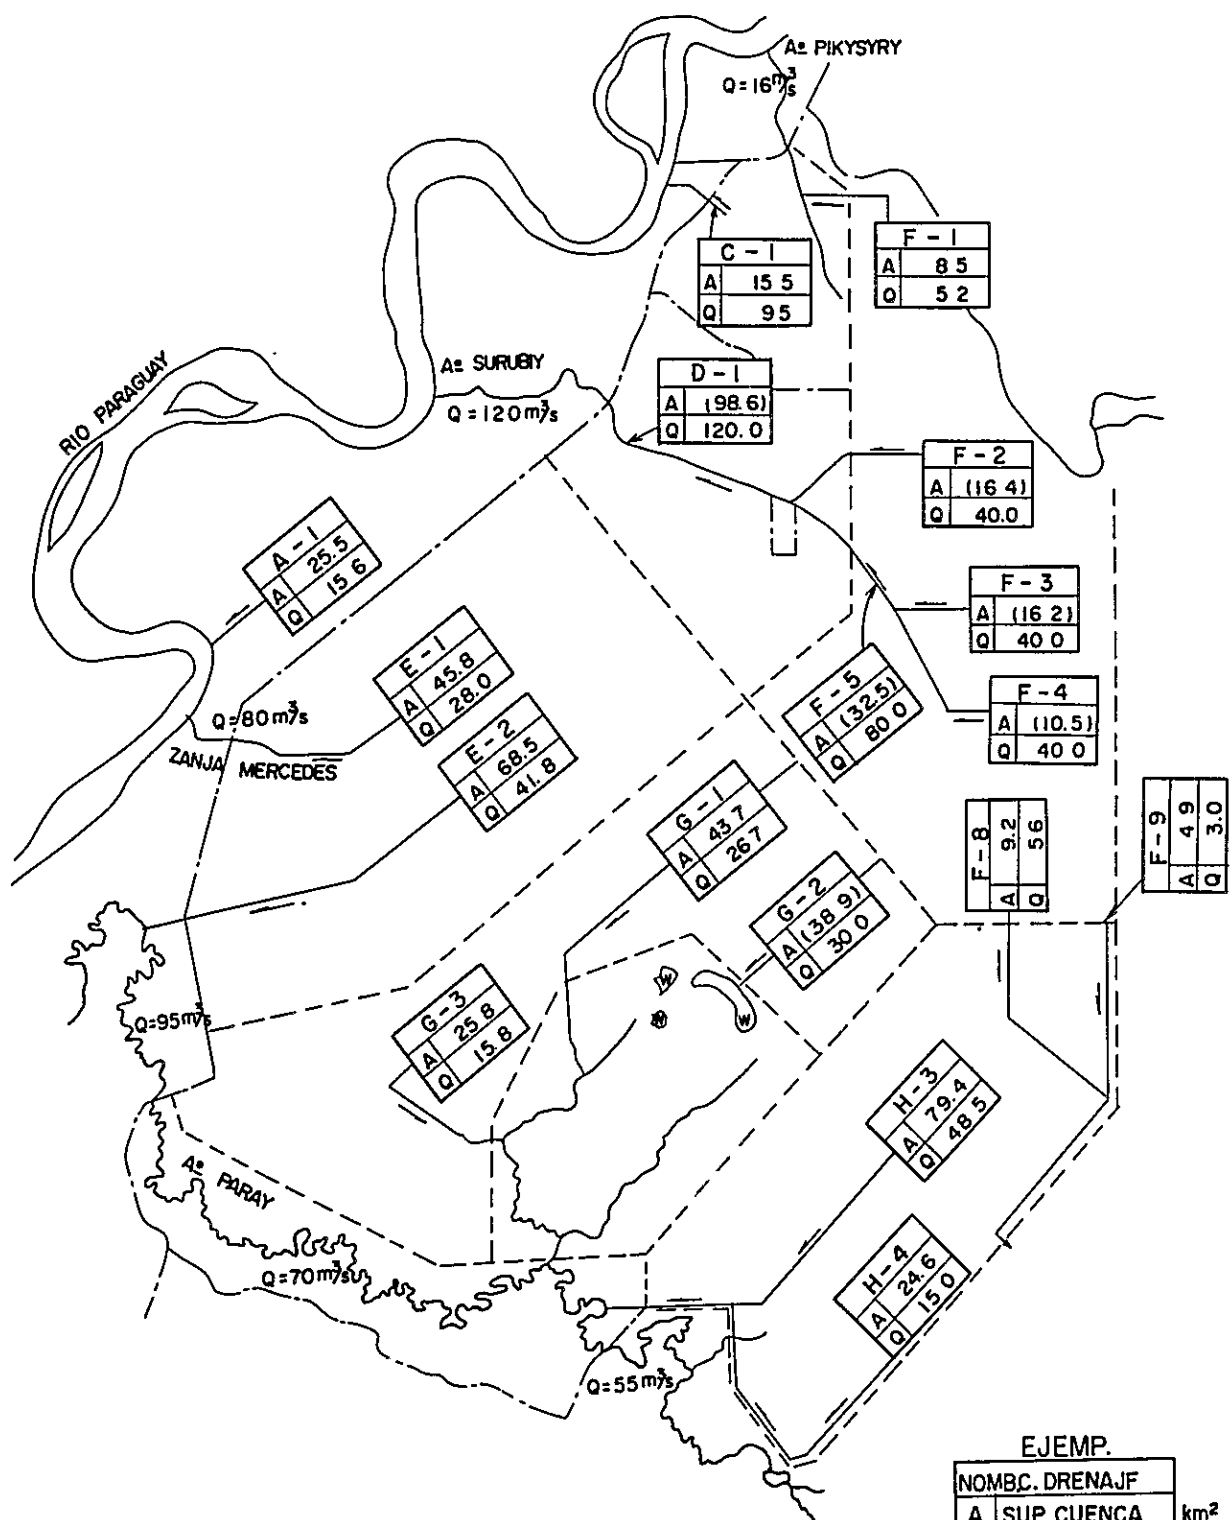 Aº PIKYSYRY
Q=16m³/s
F-1
A 8 5
Q 5 2
C-1
A 15 5
Q 9 5
Aº SURUBIY
Q=120m³/s
D-1
A (98.6)
Q 120.0
RIO PARAGUAY
F-2
A (16 4)
Q 40.0
A-1
A 25.5
Q 15 6
F-3
A (16 2)
Q 40 0
E-1
A 45.8
Q 28.0
F-5
A (32.5)
Q 80 0
F-4
A (10.5)
Q 40 0
Q=80m³/s
ZANJA MERCEDES
E-2
A 68.5
Q 41.8
G-1
A 43.7
Q 26.7
F-8
A 9.2
Q 5 6
F-9
A 4 9
Q 3.0
G-2
A (38 9)
Q 30 0
W
W
W
G-3
A 25.8
Q 15.8
Q=95m³/s
H-3
A 79.4
Q 48 5
Aº PARAY
Q=70m³/s
H-4
A 24.6
Q 15.0
Q=55m³/s
EJEMP.
NOMB.C. DRENAJF
A SUP CUENCA km²